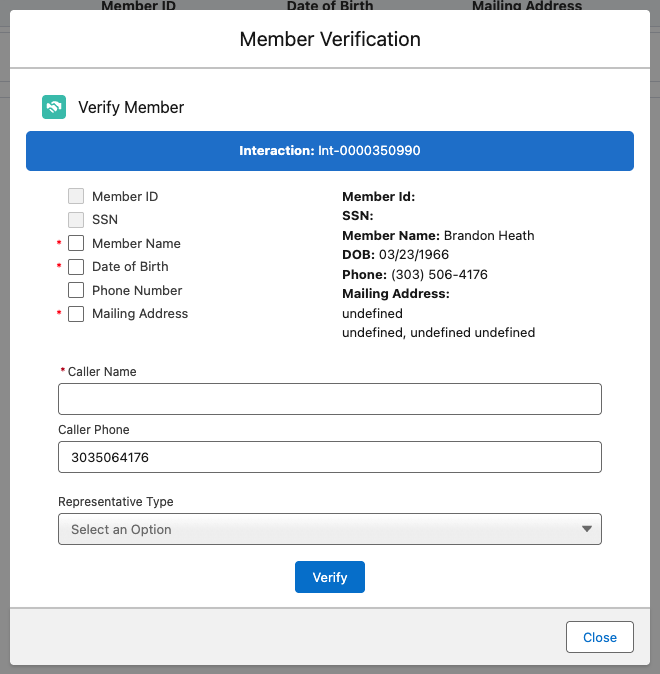 Member ID Date of Birth Mailing Address
Member Verification
Verify Member
Interaction: Int-0000350990
Member ID
SSN
* Member Name
* Date of Birth
Phone Number
* Mailing Address
Member Id:
SSN:
Member Name: Brandon Heath
DOB: 03/23/1966
Phone: (303) 506-4176
Mailing Address:
undefined
undefined, undefined undefined
* Caller Name
Caller Phone
3035064176
Representative Type
Select an Option
Verify
Close